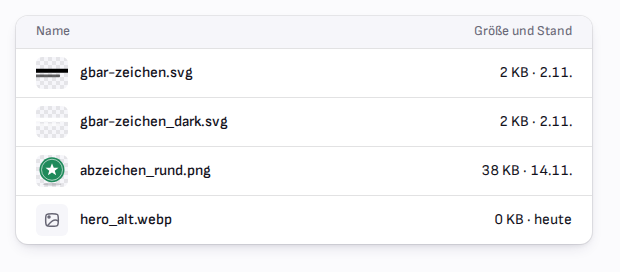 Name Größe und Stand
gbar-zeichen.svg 2 KB · 2.11.
gbar-zeichen_dark.svg 2 KB · 2.11.
abzeichen_rund.png 38 KB · 14.11.
hero_alt.webp 0 KB · heute